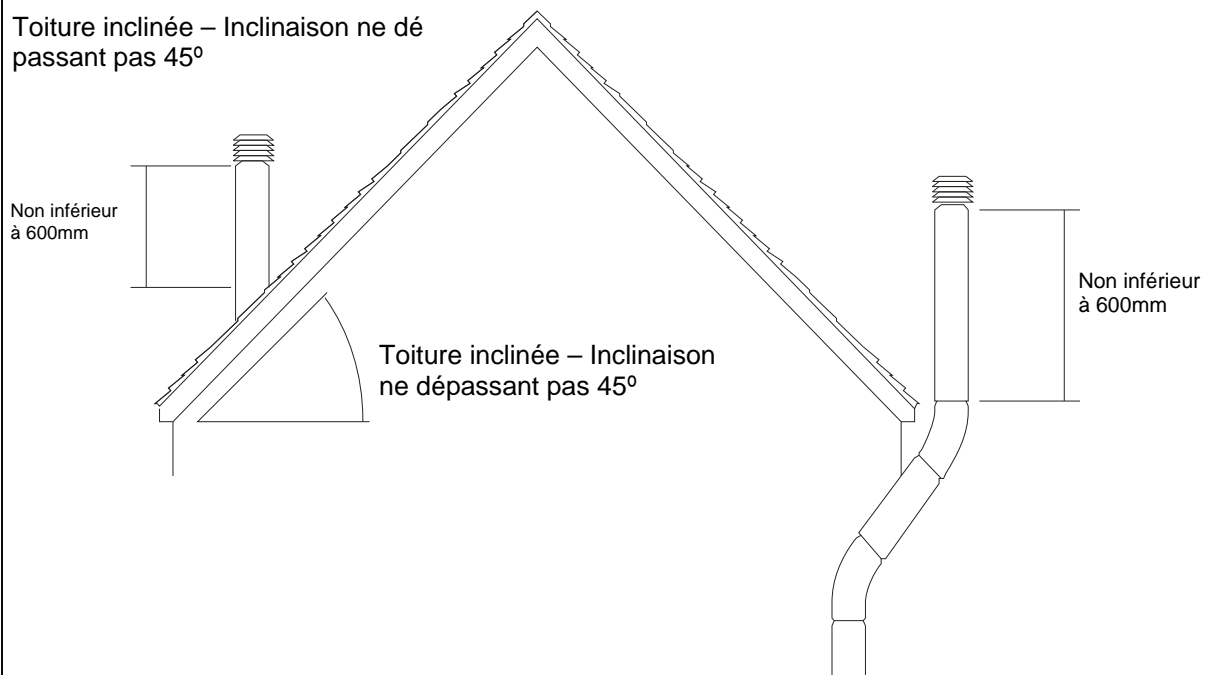 Toiture inclinée – Inclinaison ne dé
passant pas 45º
Non inférieur
à 600mm
Non inférieur
à 600mm
Toiture inclinée – Inclinaison
ne dépassant pas 45º